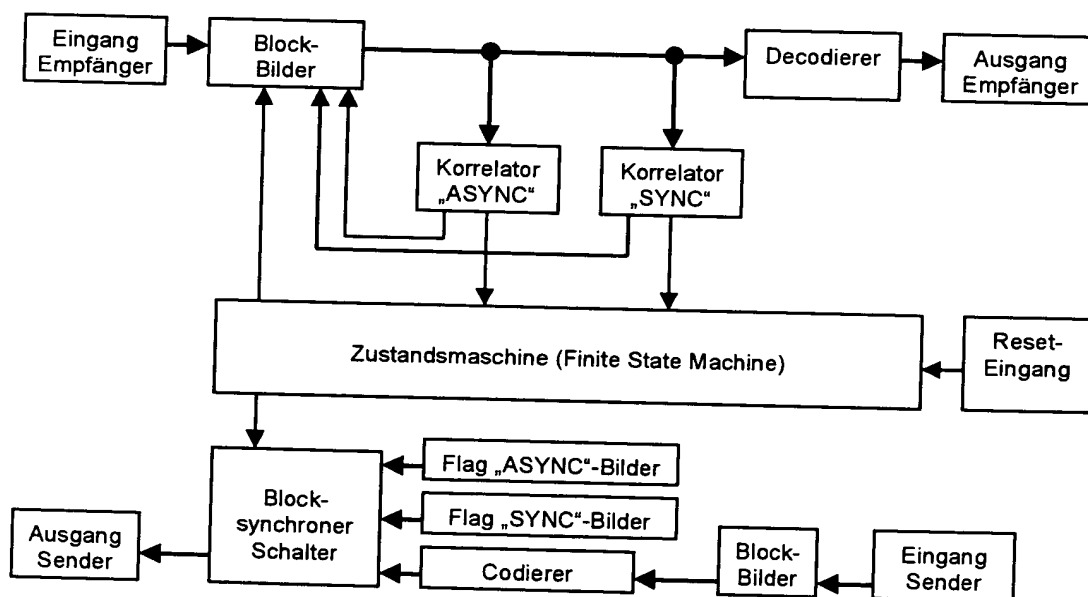 Eingang
Empfänger
Block-
Bilder
Decodierer
Ausgang
Empfänger
Korrelator
„ASYNC“
Korrelator
„SYNC“
Zustandsmaschine (Finite State Machine)
Reset-
Eingang
Flag „ASYNC“-Bilder
Block-
synchroner
Schalter
Flag „SYNC“-Bilder
Ausgang
Sender
Codierer
Block-
Bilder
Eingang
Sender